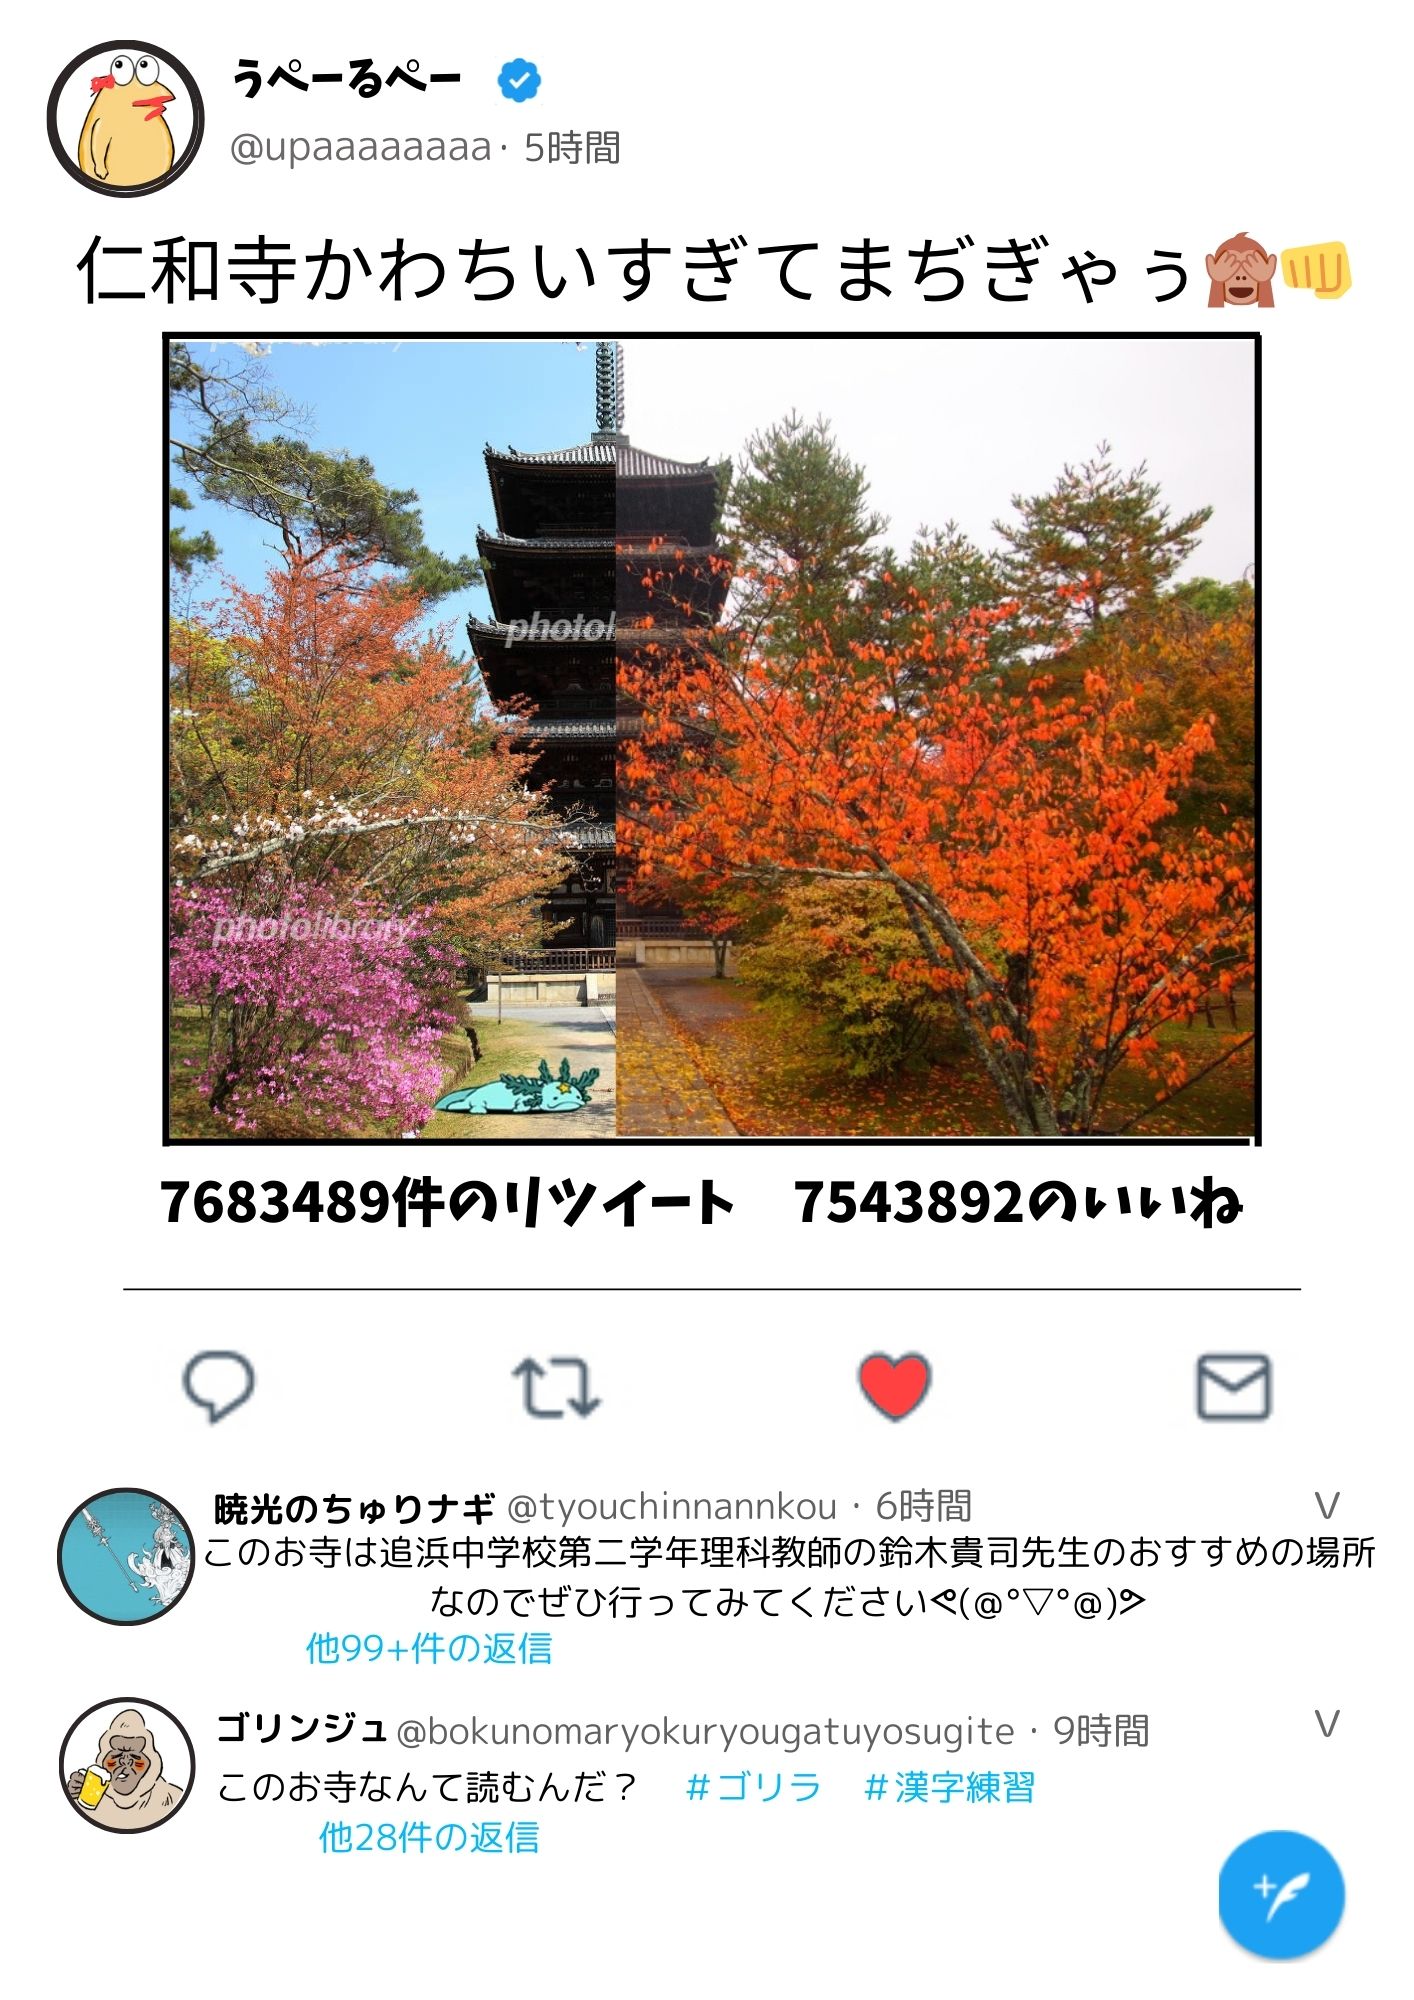 うぺーるぺー
@upaaaaaaaa · 5時間
仁和寺かわちいすぎてまぢぎゃぅ🙈👊
photol
photolibrary
7683489件のリツイート　7543892のいいね
暁光のちゅりナギ @tyouchinnannkou · 6時間 V
このお寺は追浜中学校第二学年理科教師の鈴木貴司先生のおすすめの場所
なのでぜひ行ってみてくださいᕙ(@°▽°@)ᕗ
他99+件の返信
ゴリンジュ @bokunomaryokuryougatuyosugite · 9時間 V
このお寺なんて読むんだ？　＃ゴリラ　＃漢字練習
他28件の返信